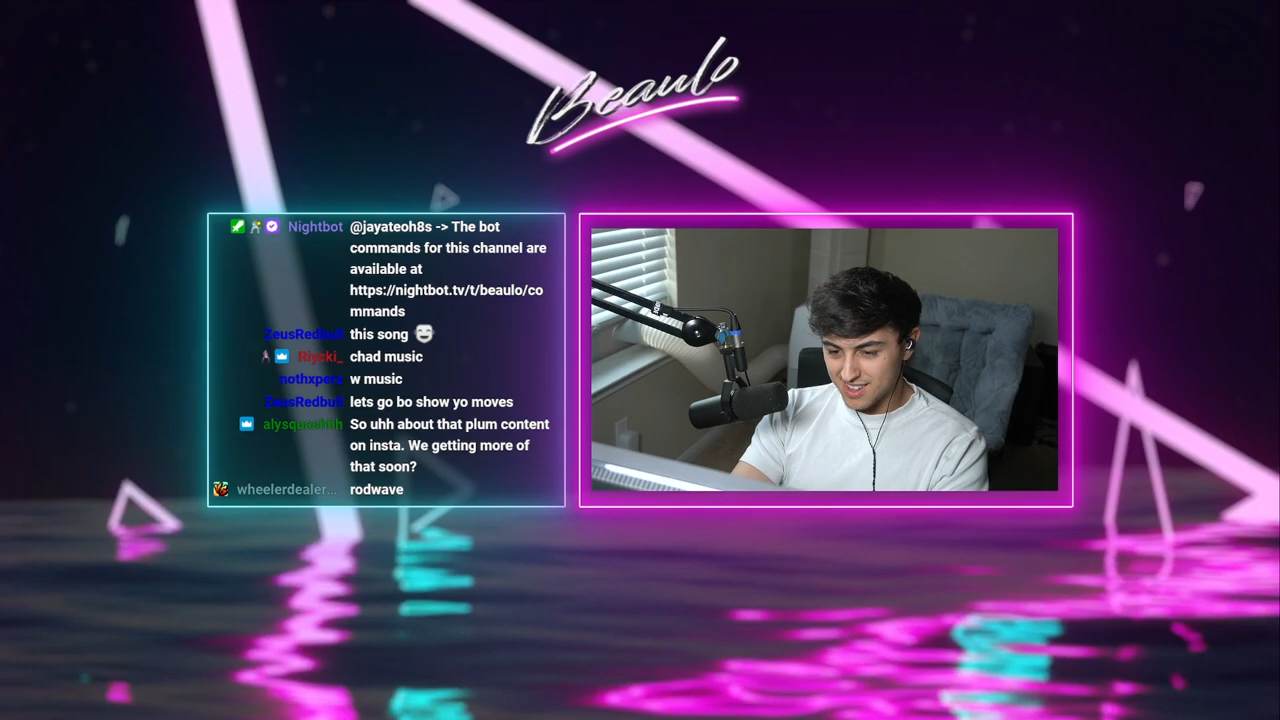 Beaulo
Nightbot @jayateoh8s -> The bot
commands for this channel are
available at
https://nightbot.tv/t/beaulo/co
mmands
ZeusRedbull this song
Riycki_ chad music
nothxperx w music
ZeusRedbull lets go bo show yo moves
alysquashhh So uhh about that plum content
on insta. We getting more of
that soon?
wheelerdealer... rodwave